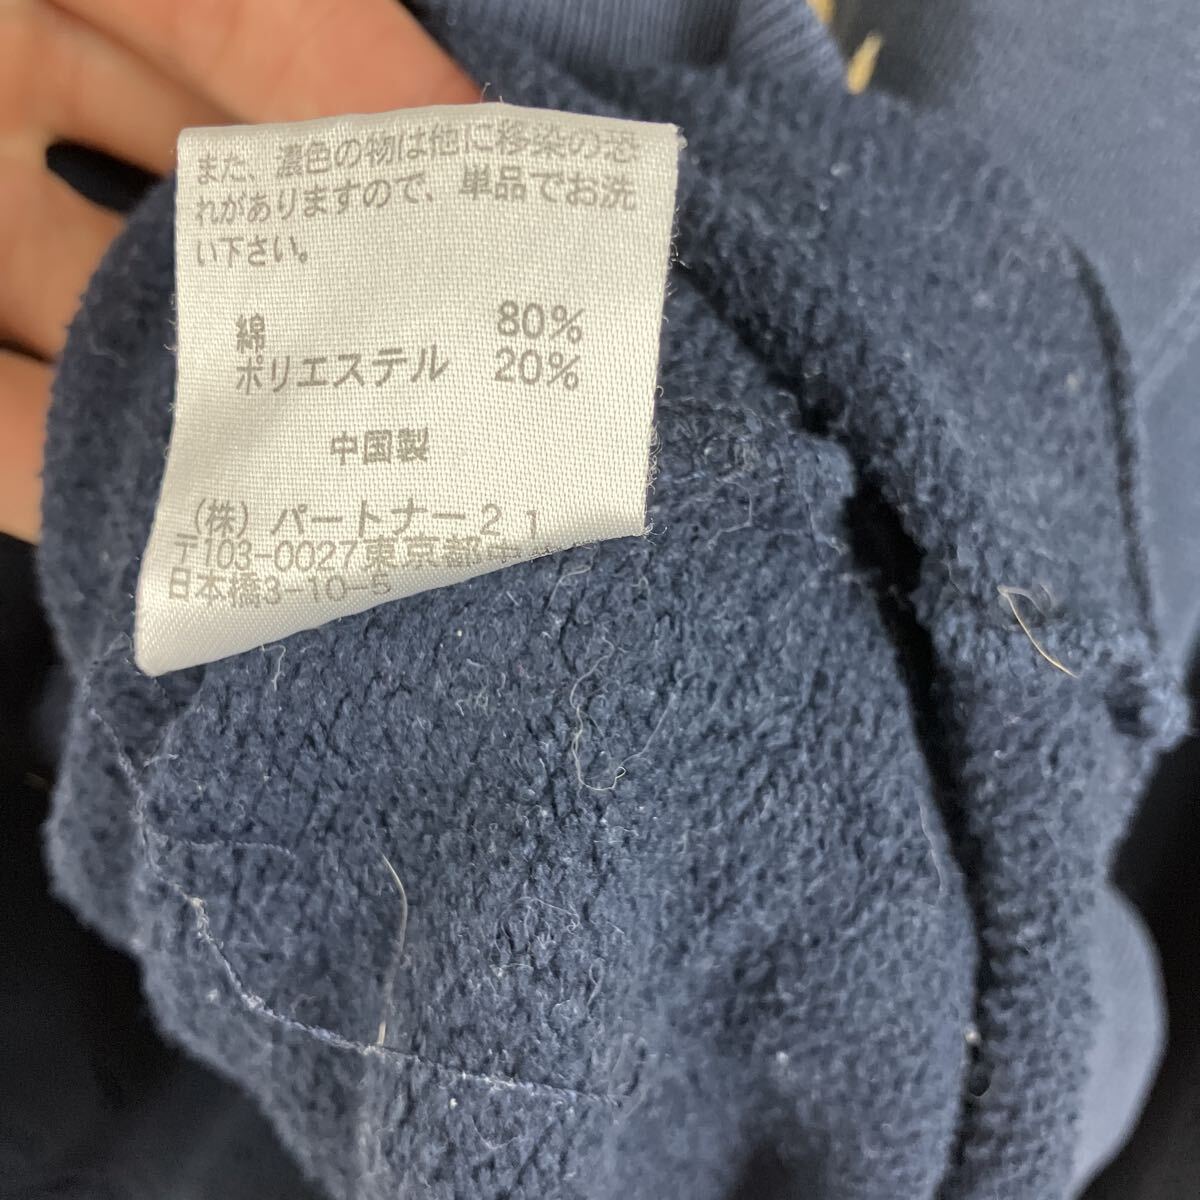 また、濃色の物は他に移染の恐
れがありますので、単品でお洗
い下さい。
綿 80%
ポリエステル 20%
中国製
（株）パートナー21
〒103-0027東京都中
日本橋3-10-5